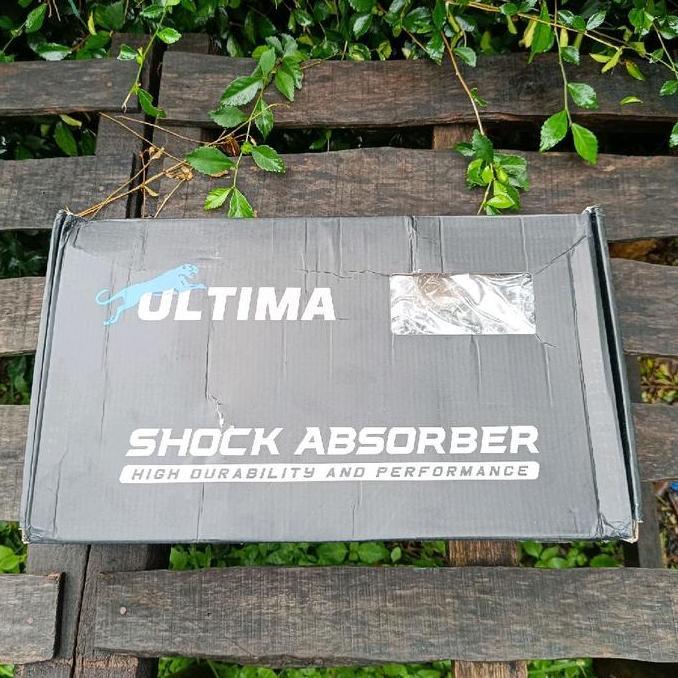 ULTIMA
SHOCK ABSORBER
HIGH DURABILITY AND PERFORMANCE